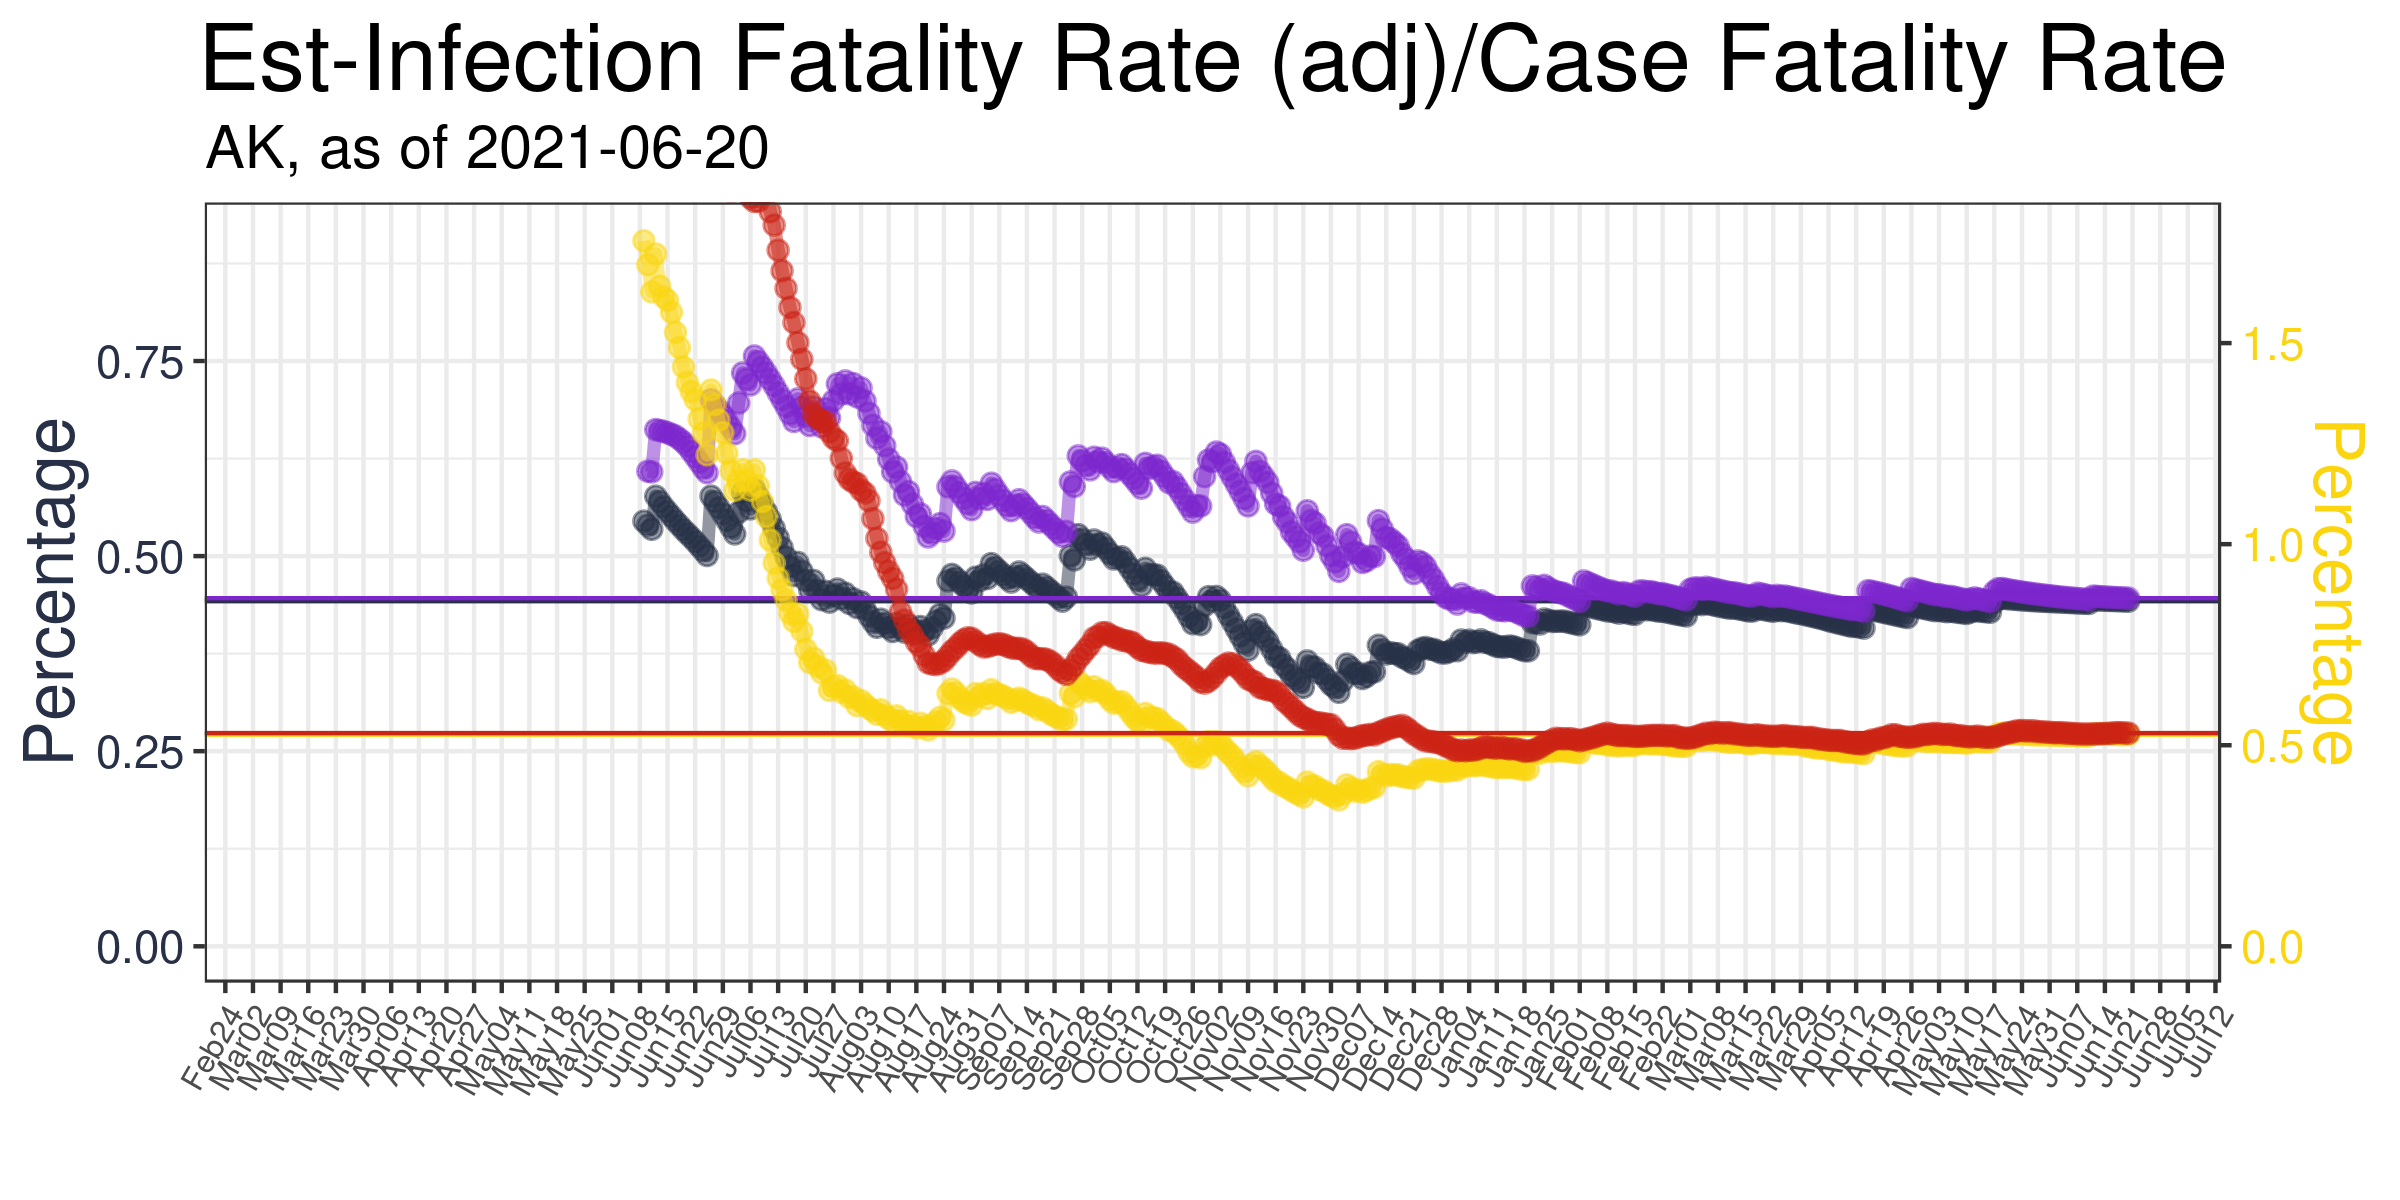 Est-Infection Fatality Rate (adj)/Case Fatality Rate
AK, as of 2021-06-20
Percentage
0.75
0.50
0.25
0.00
1.5
1.0
0.5
0.0
Percentage
Feb24
Mar02
Mar09
Mar16
Mar23
Mar30
Apr06
Apr13
Apr20
Apr27
May04
May11
May18
May25
Jun01
Jun08
Jun15
Jun22
Jun29
Jul06
Jul13
Jul20
Jul27
Aug03
Aug10
Aug17
Aug24
Aug31
Sep07
Sep14
Sep21
Sep28
Oct05
Oct12
Oct19
Oct26
Nov02
Nov09
Nov16
Nov23
Nov30
Dec07
Dec14
Dec21
Dec28
Jan04
Jan11
Jan18
Jan25
Feb01
Feb08
Feb15
Feb22
Mar01
Mar08
Mar15
Mar22
Mar29
Apr05
Apr12
Apr19
Apr26
May03
May10
May17
May24
May31
Jun07
Jun14
Jun21
Jun28
Jul05
Jul12